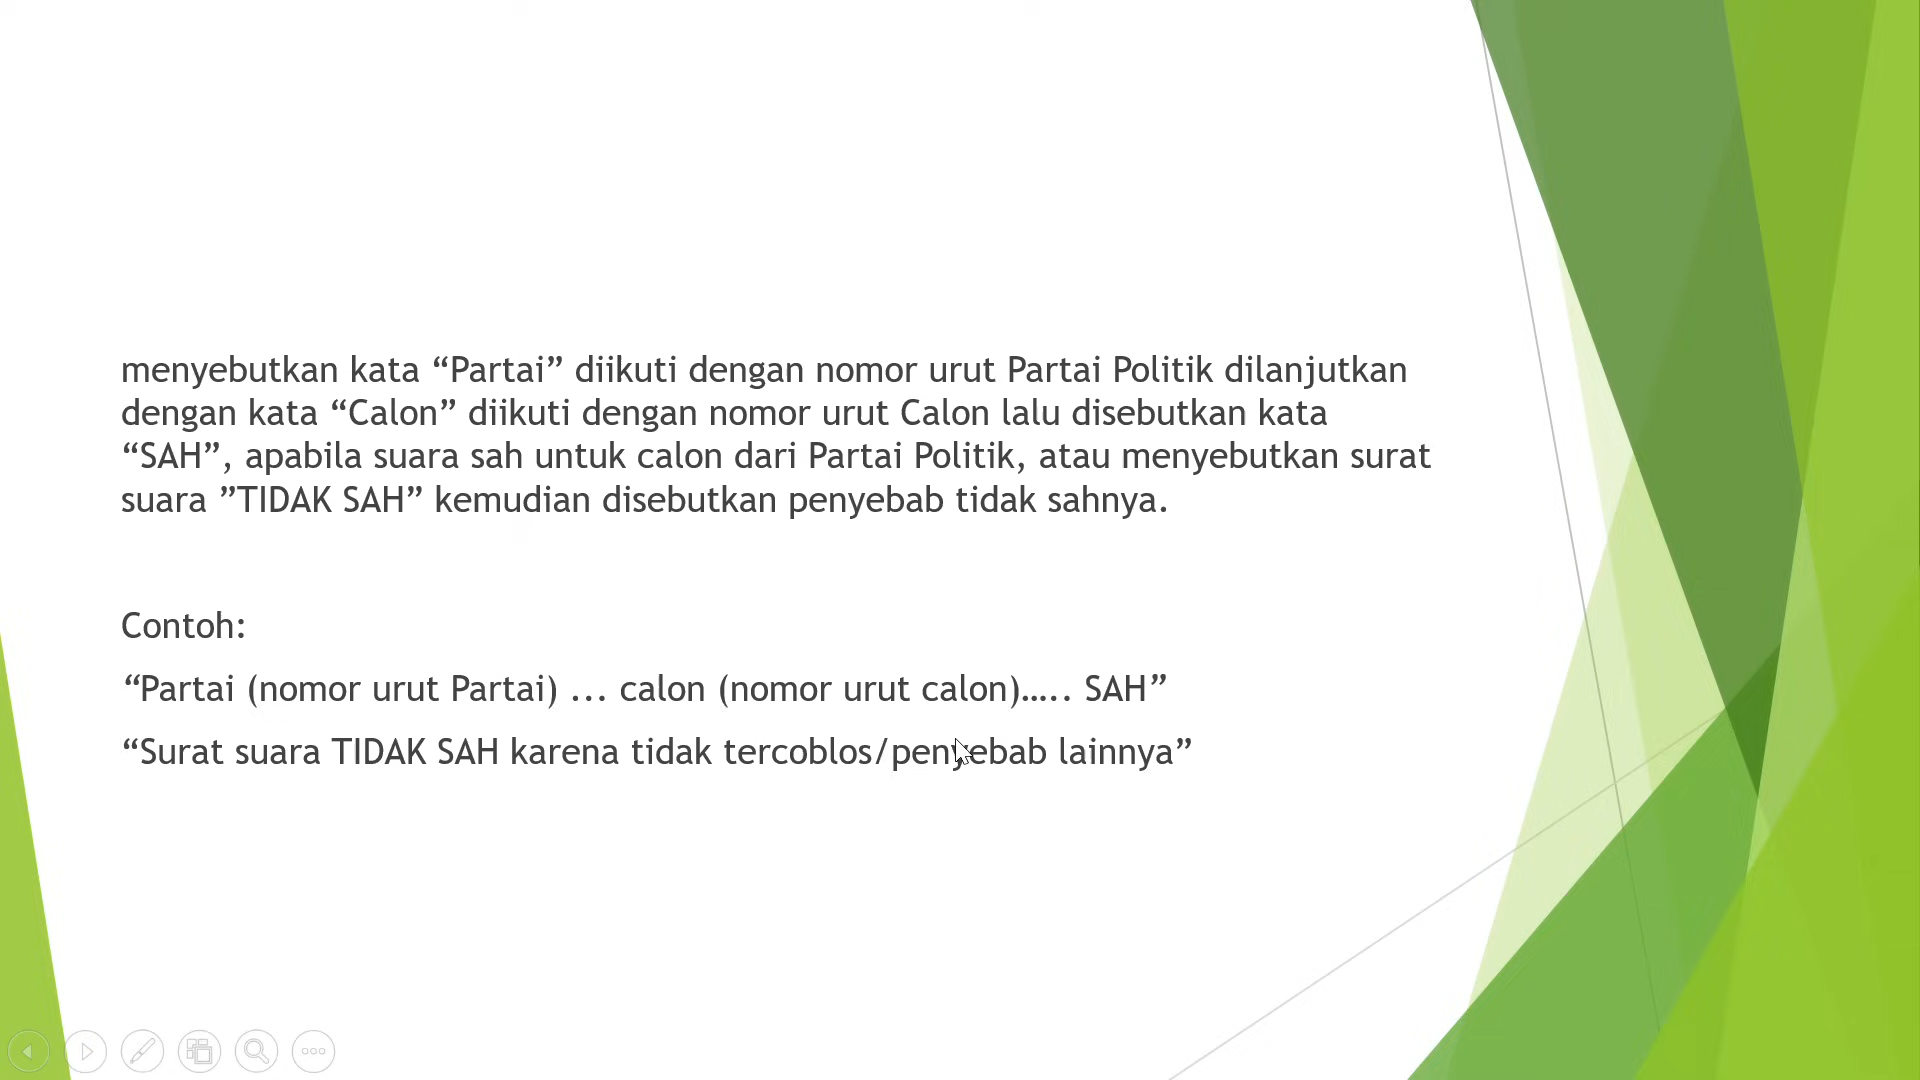 menyebutkan kata “Partai” diikuti dengan nomor urut Partai Politik dilanjutkan
dengan kata “Calon” diikuti dengan nomor urut Calon lalu disebutkan kata
“SAH”, apabila suara sah untuk calon dari Partai Politik, atau menyebutkan surat
suara ”TIDAK SAH” kemudian disebutkan penyebab tidak sahnya.
Contoh:
“Partai (nomor urut Partai) ... calon (nomor urut calon)….. SAH”
“Surat suara TIDAK SAH karena tidak tercoblos/penyebab lainnya”